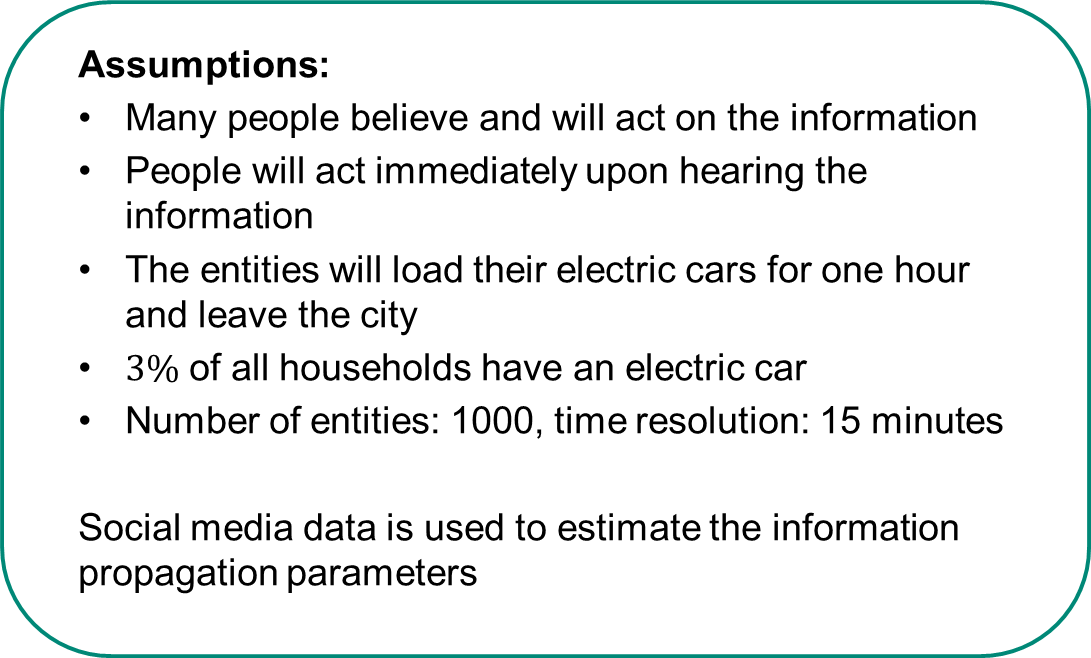 Assumptions:
• Many people believe and will act on the information
• People will act immediately upon hearing the
information
• The entities will load their electric cars for one hour
and leave the city
• 3% of all households have an electric car
• Number of entities: 1000, time resolution: 15 minutes
Social media data is used to estimate the information
propagation parameters